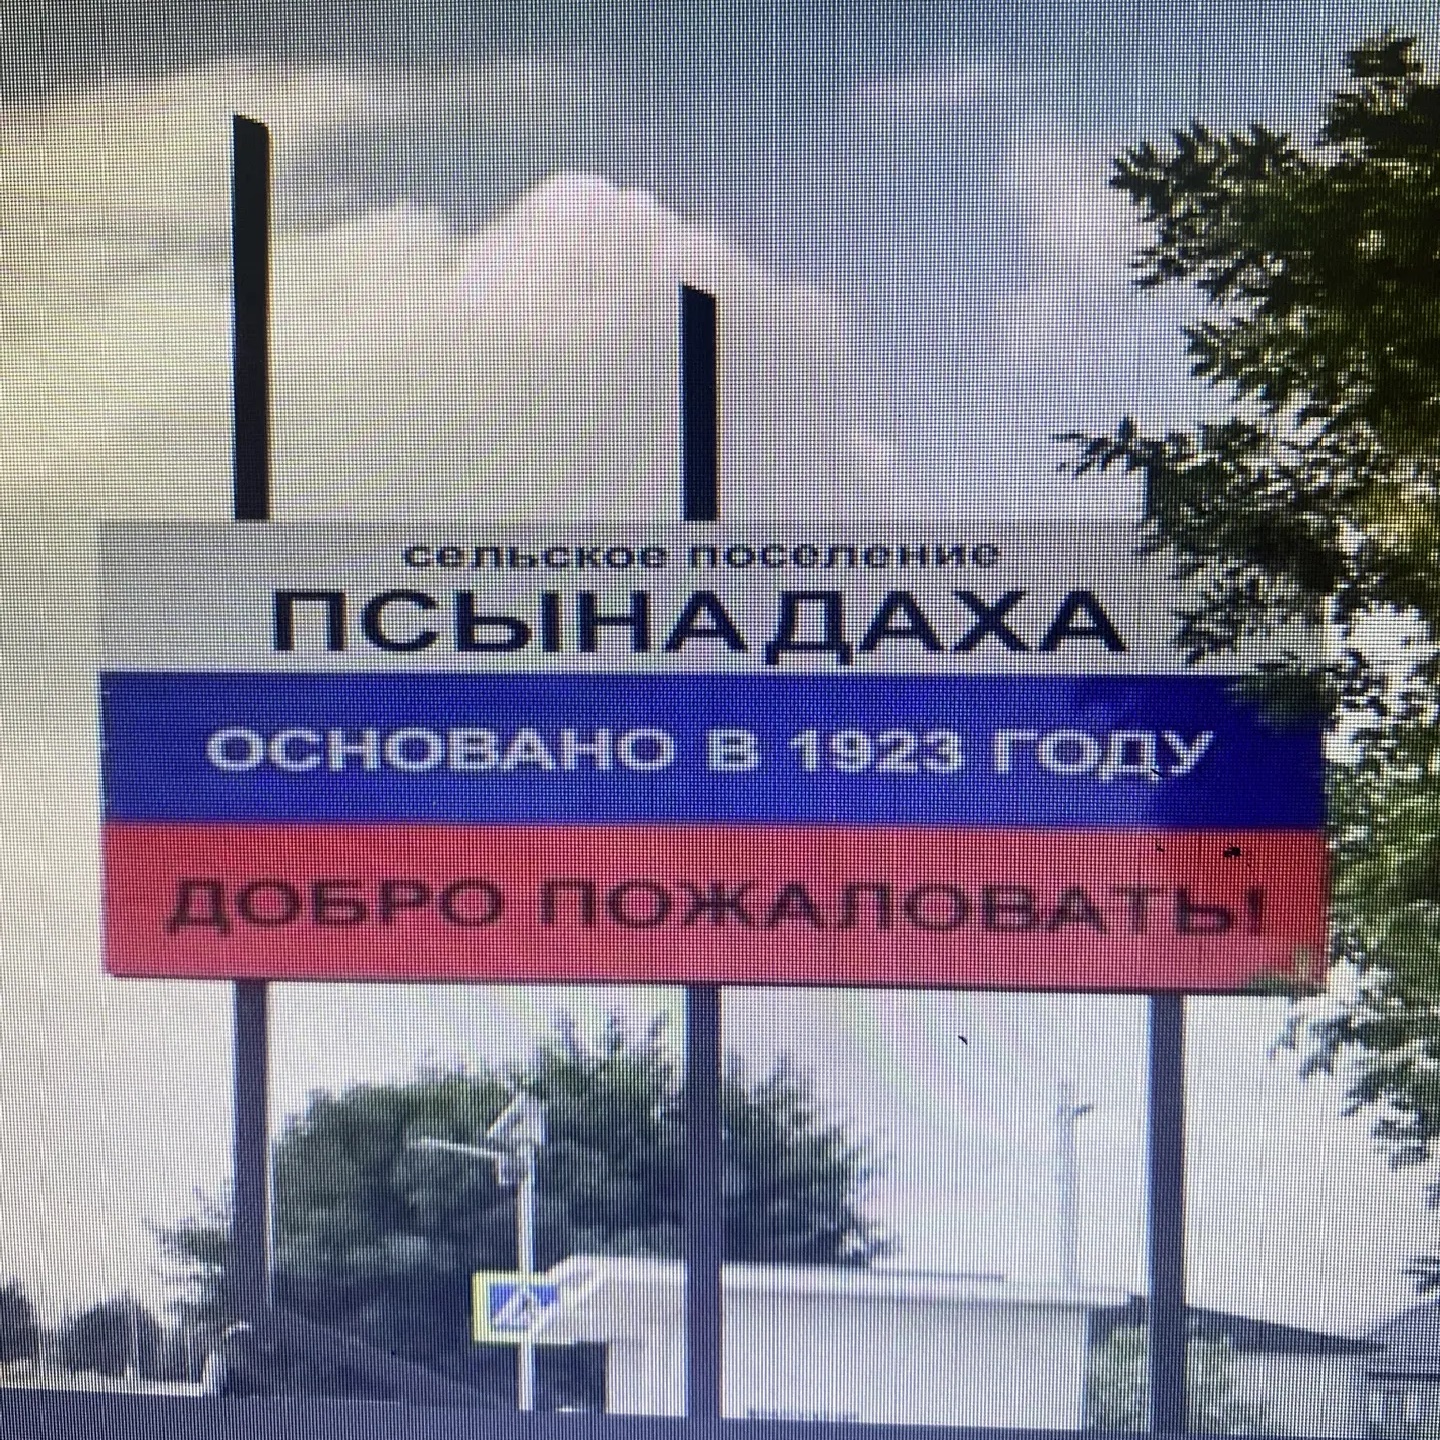 сельское поселение
ПСЫНАДАХА
ОСНОВАНО В 1923 ГОДУ
ДОБРО ПОЖАЛОВАТЬ!